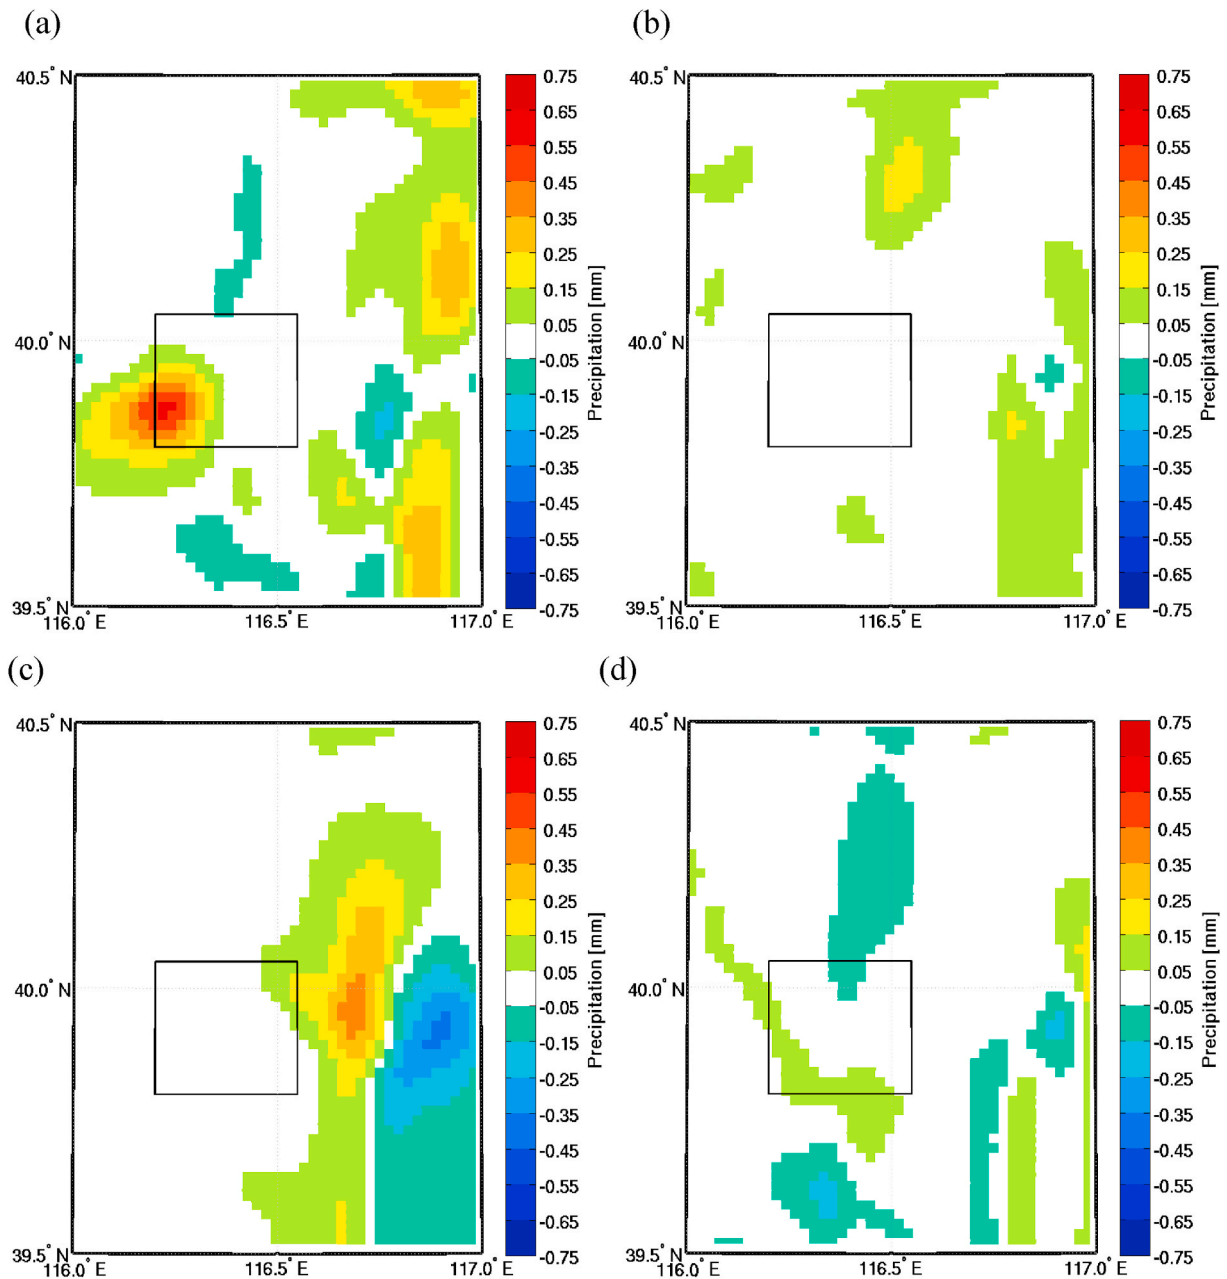 (a)
40.5° N
40.0° N
39.5° N
116.0° E
116.5° E
117.0° E
0.75
0.65
0.55
0.45
0.35
0.25
0.15
0.05
-0.05
-0.15
-0.25
-0.35
-0.45
-0.55
-0.65
-0.75
Precipitation [mm]
(b)
40.5° N
40.0° N
39.5° N
116.0° E
116.5° E
117.0° E
0.75
0.65
0.55
0.45
0.35
0.25
0.15
0.05
-0.05
-0.15
-0.25
-0.35
-0.45
-0.55
-0.65
-0.75
Precipitation [mm]
(c)
40.5° N
40.0° N
39.5° N
116.0° E
116.5° E
117.0° E
0.75
0.65
0.55
0.45
0.35
0.25
0.15
0.05
-0.05
-0.15
-0.25
-0.35
-0.45
-0.55
-0.65
-0.75
Precipitation [mm]
(d)
40.5° N
40.0° N
39.5° N
116.0° E
116.5° E
117.0° E
0.75
0.65
0.55
0.45
0.35
0.25
0.15
0.05
-0.05
-0.15
-0.25
-0.35
-0.45
-0.55
-0.65
-0.75
Precipitation [mm]